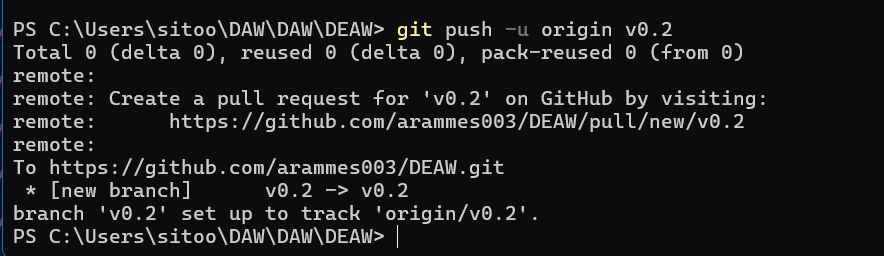 PS C:\Users\sitoo\DAW\DAW\DEAW> git push -u origin v0.2
Total 0 (delta 0), reused 0 (delta 0), pack-reused 0 (from 0)
remote:
remote: Create a pull request for 'v0.2' on GitHub by visiting:
remote:      https://github.com/arammes003/DEAW/pull/new/v0.2
remote:
To https://github.com/arammes003/DEAW.git
 * [new branch]      v0.2 -> v0.2
branch 'v0.2' set up to track 'origin/v0.2'.
PS C:\Users\sitoo\DAW\DAW\DEAW>